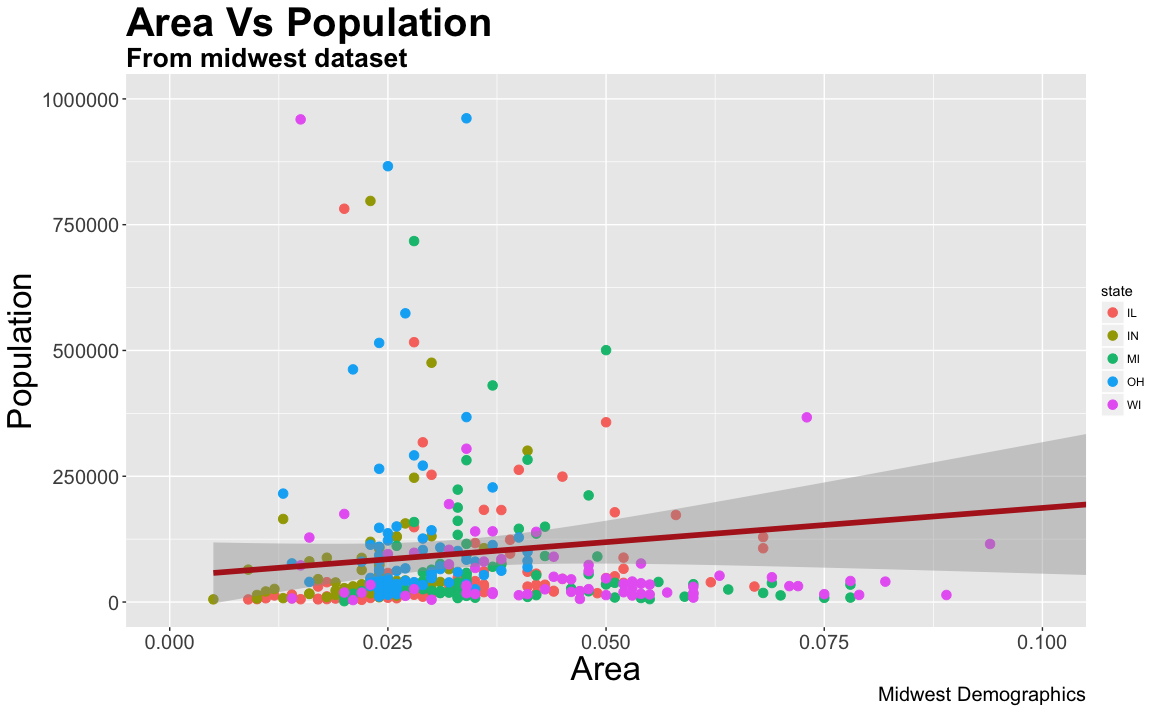 Area Vs Population
From midwest dataset
Population
1000000
750000
500000
250000
0
0.000
0.025
0.050
0.075
0.100
Area
state
IL
IN
MI
OH
WI
Midwest Demographics